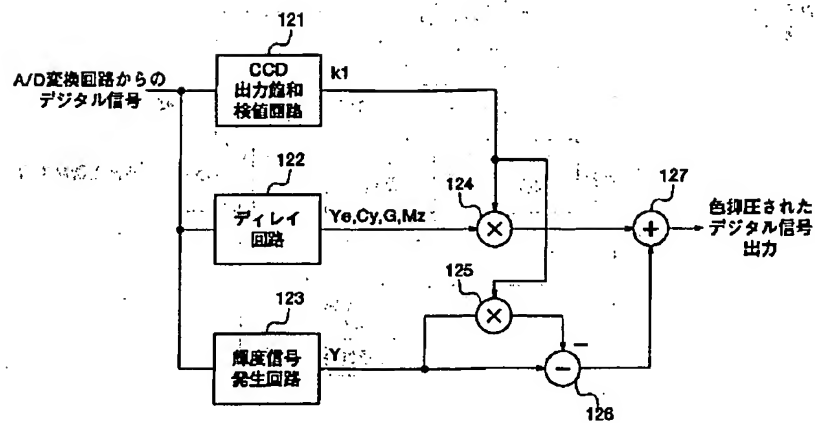 121
A/D変換回路からの
デジタル信号
CCD
出力飽和
検値回路
k1
122
ディレイ
回路
Ye,Cy,G,Mz
124
×
127
+
色抑圧された
デジタル信号
出力
125
×
123
輝度信号
発生回路
Y
−
−
126